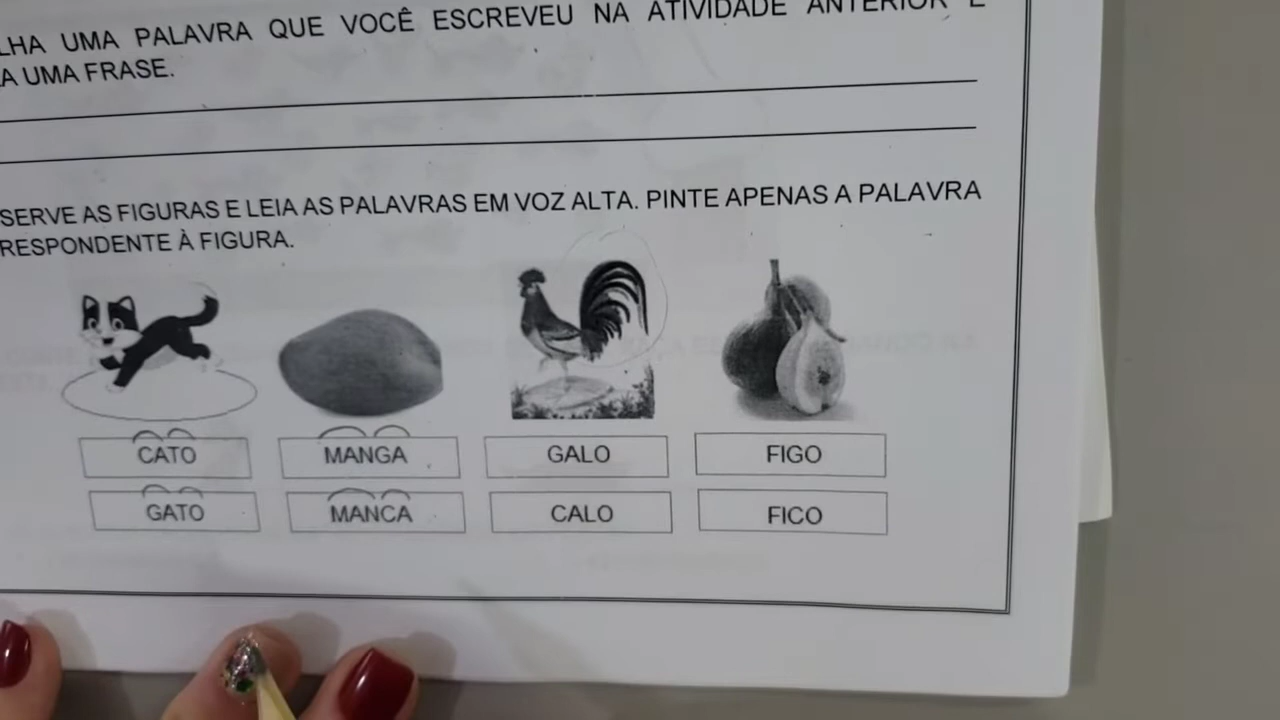 LHA UMA PALAVRA QUE VOCÊ ESCREVEU NA ATIVIDADE ANTERIOR E
A UMA FRASE.
SERVE AS FIGURAS E LEIA AS PALAVRAS EM VOZ ALTA. PINTE APENAS A PALAVRA
RESPONDENTE À FIGURA.
CATO MANGA GALO FIGO
GATO MANCA CALO FICO